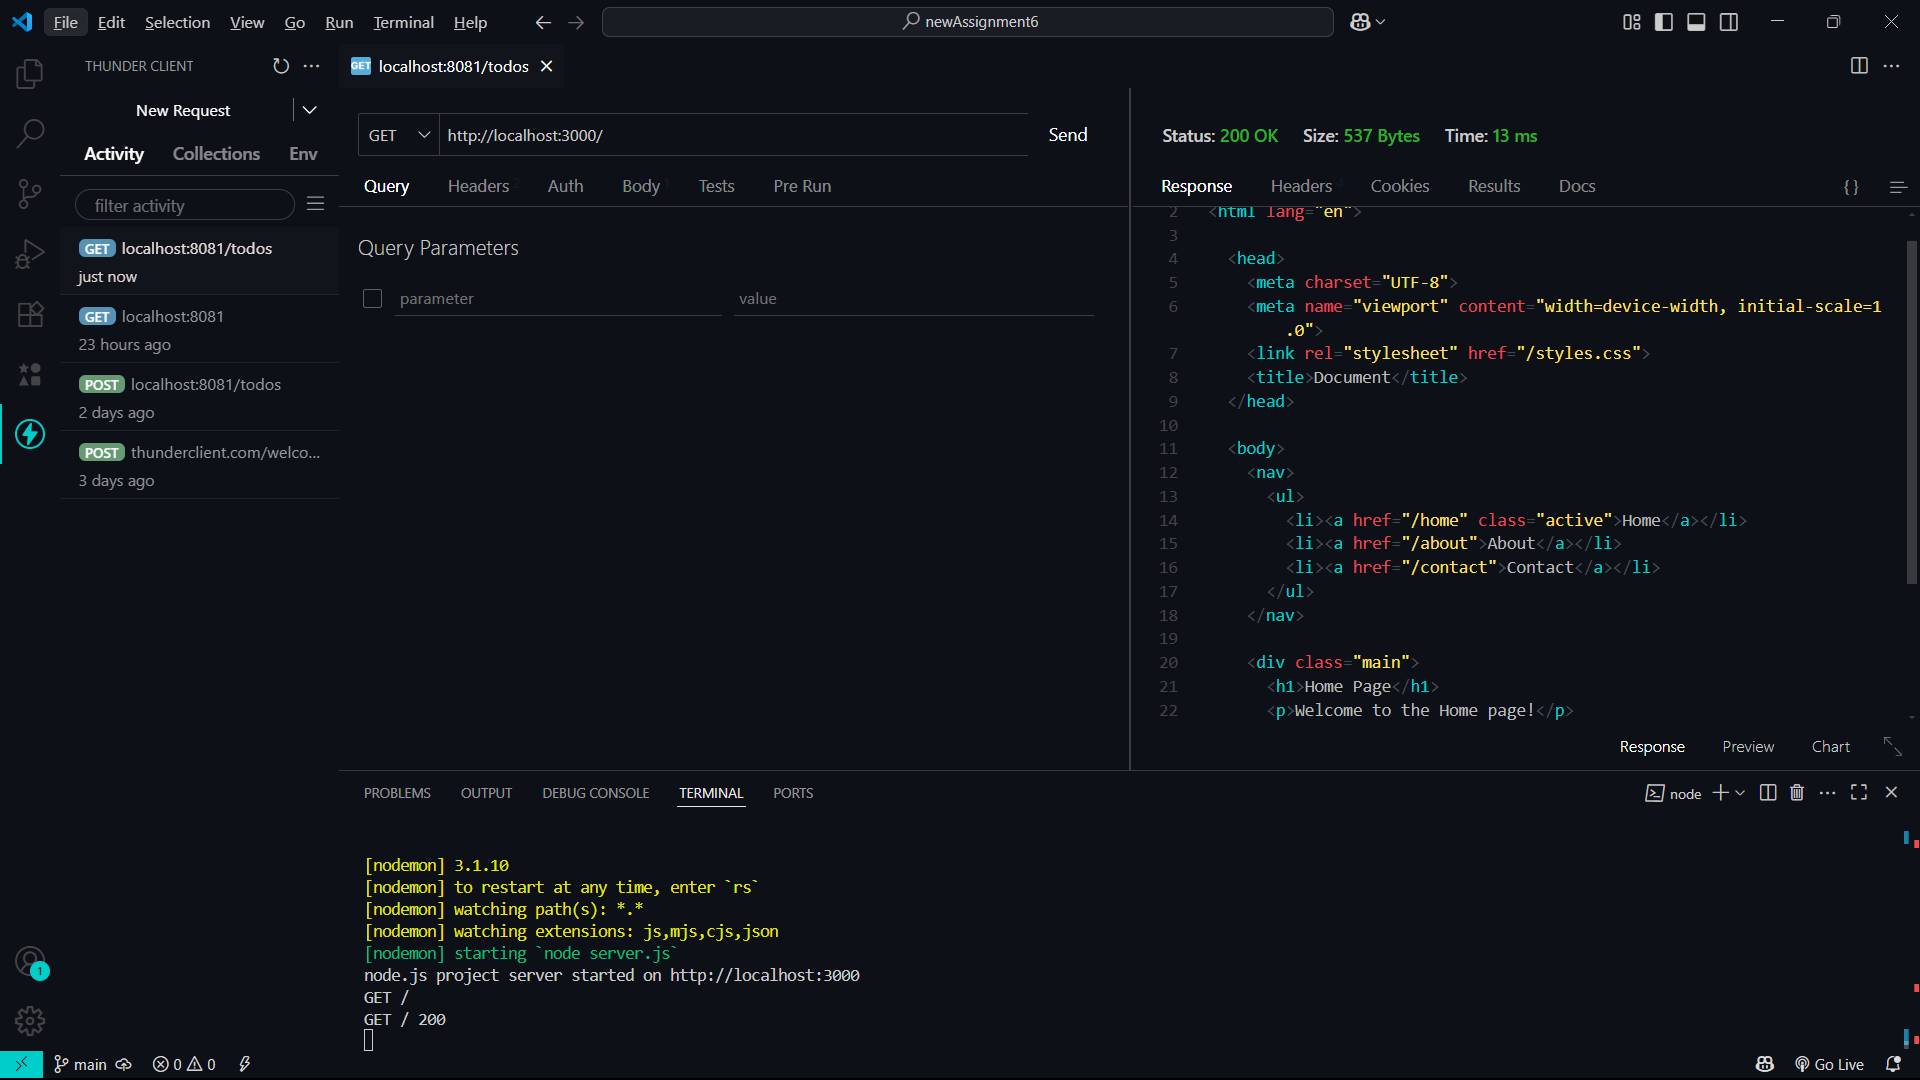 File Edit Selection View Go Run Terminal Help
newAssignment6
THUNDER CLIENT
New Request
Activity Collections Env
filter activity
GET localhost:8081/todos
just now
GET localhost:8081
23 hours ago
POST localhost:8081/todos
2 days ago
POST thunderclient.com/welco...
3 days ago
GET localhost:8081/todos
GET http://localhost:3000/ Send
Query Headers 2 Auth Body 1 Tests Pre Run
Query Parameters
parameter value
Status: 200 OK Size: 537 Bytes Time: 13 ms
Response Headers Cookies Results Docs
{ }
2 <html lang="en">
3
4 <head>
5 <meta charset="UTF-8">
6 <meta name="viewport" content="width=device-width, initial-scale=1
.0">
7 <link rel="stylesheet" href="/styles.css">
8 <title>Document</title>
9 </head>
10
11 <body>
12 <nav>
13 <ul>
14 <li><a href="/home" class="active">Home</a></li>
15 <li><a href="/about">About</a></li>
16 <li><a href="/contact">Contact</a></li>
17 </ul>
18 </nav>
19
20 <div class="main">
21 <h1>Home Page</h1>
22 <p>Welcome to the Home page!</p>
Response Preview Chart
PROBLEMS OUTPUT DEBUG CONSOLE TERMINAL PORTS
node
[nodemon] 3.1.10
[nodemon] to restart at any time, enter `rs`
[nodemon] watching path(s): *.*
[nodemon] watching extensions: js,mjs,cjs,json
[nodemon] starting `node server.js`
node.js project server started on http://localhost:3000
GET /
GET / 200
1
main 0 0 Go Live